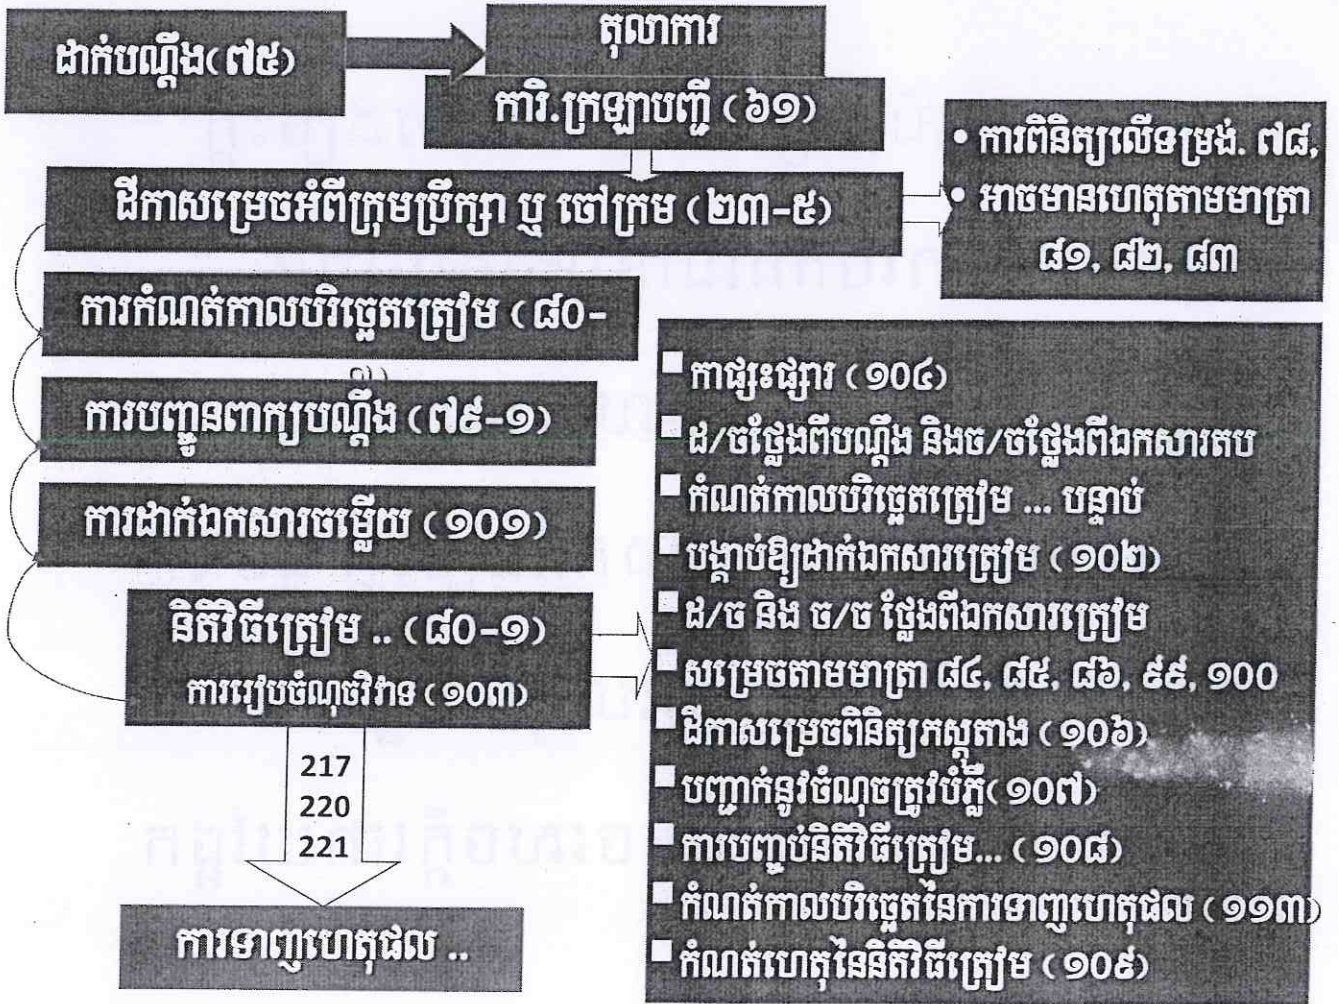 ដាក់បណ្តឹង(៧៥)
តុលាការ
ការិ.ក្រឡាបញ្ជី (៦១)
ដីកាសម្រេចអំពីក្រុមប្រឹក្សា ឬ ចៅក្រម (២៣-៥)
• ការពិនិត្យលើទម្រង់. ៧៨,
• អាចមានហេតុតាមមាត្រា
៨១, ៨២, ៨៣
ការកំណត់កាលបរិច្ឆេតត្រៀម (៨០-
ការបញ្ជូនពាក្យបណ្តឹង (៧៩-១)
ការដាក់ឯកសារចម្លើយ (១០១)
និតិវិធីត្រៀម .. (៨០-១)
ការរៀបចំណុចវិវាទ (១០៣)
217
220
221
ការទាញហេតុផល ..
កាផ្សះផ្សារ (១០៤)
ដ/ចថ្លែងពីបណ្តឹង និងច/ចថ្លែងពីឯកសារតប
កំណត់កាលបរិច្ឆេតត្រៀម ... បន្ទាប់
បង្គាប់ឱ្យដាក់ឯកសារត្រៀម (១០២)
ដ/ច និង ច/ច ថ្លែងពីឯកសារត្រៀម
សម្រេចតាមមាត្រា ៨៤, ៨៥, ៨៦, ៩៩, ១០០
ដីកាសម្រេចពិនិត្យភស្តុតាង (១០៦)
បញ្ជាក់នូវចំណុចត្រូវបំភ្លឺ(១០៧)
ការបញ្ចប់និតិវិធីត្រៀម... (១០៨)
កំណត់កាលបរិច្ឆេតនៃការទាញហេតុផល (១១៣)
កំណត់ហេតុនៃនិតិវិធីត្រៀម (១០៩)